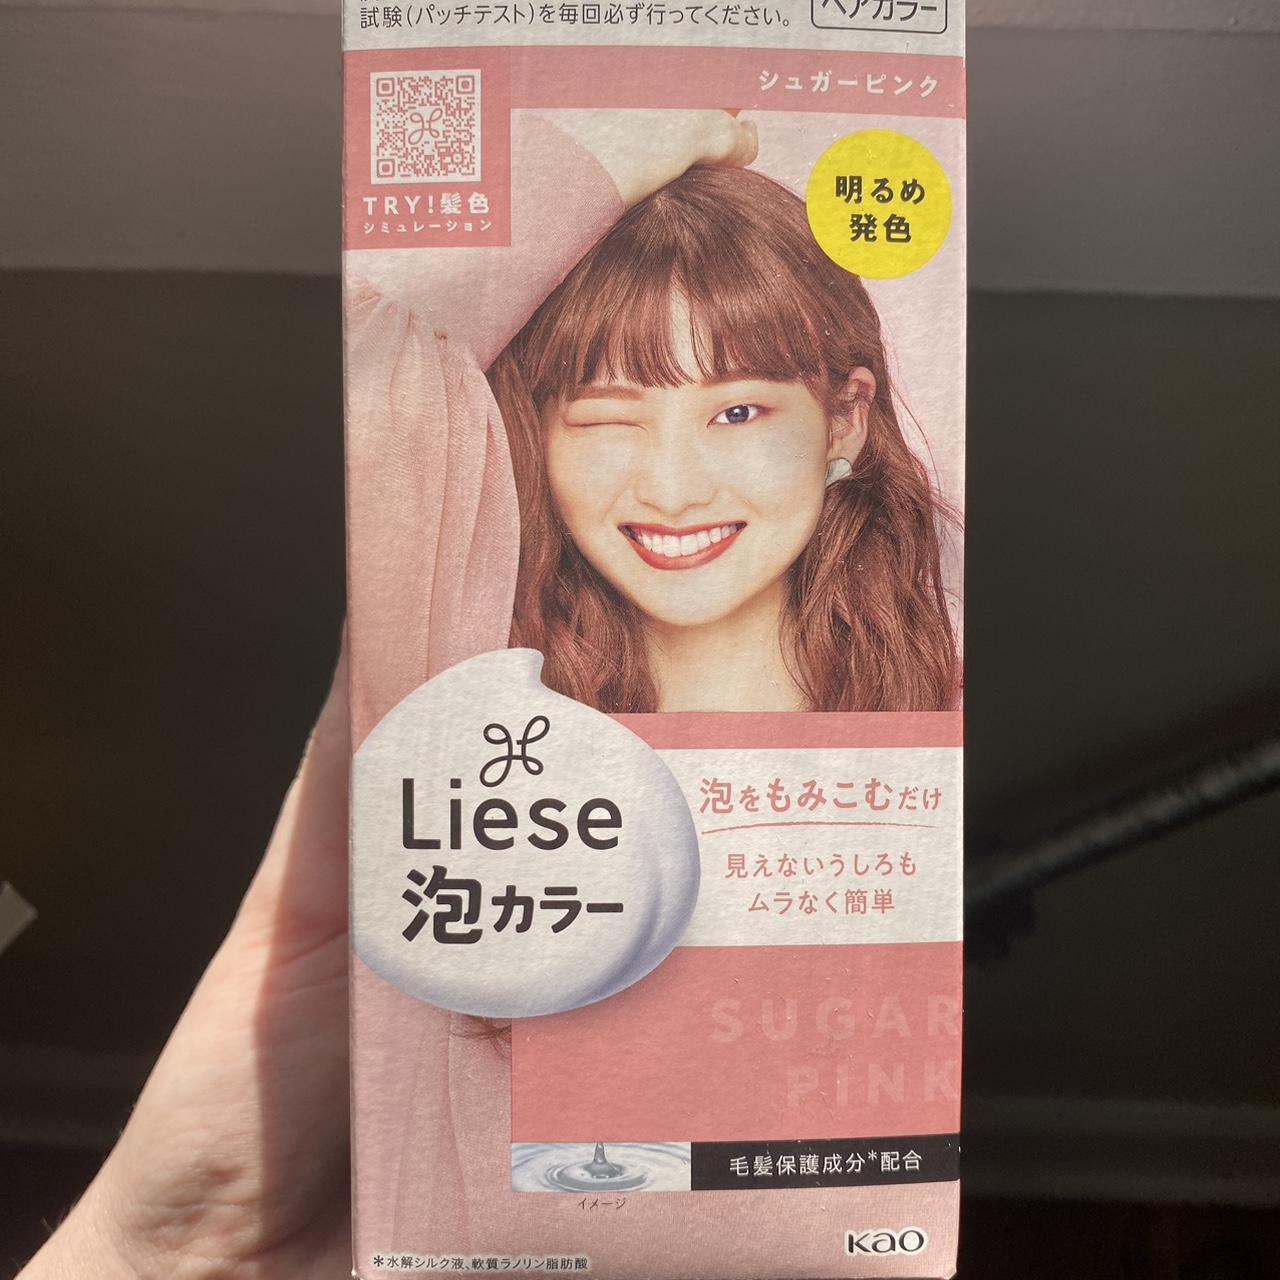 試験(パッチテスト)を毎回必ず行ってください。
ヘアカラー
シュガーピンク
TRY!髪色
シミュレーション
明るめ
発色
Liese
泡カラー
泡をもみこむだけ
見えないうしろも
ムラなく簡単
SUGAR
PINK
毛髪保護成分*配合
イメージ
Kao
*水解シルク液、軟質ラノリン脂肪酸